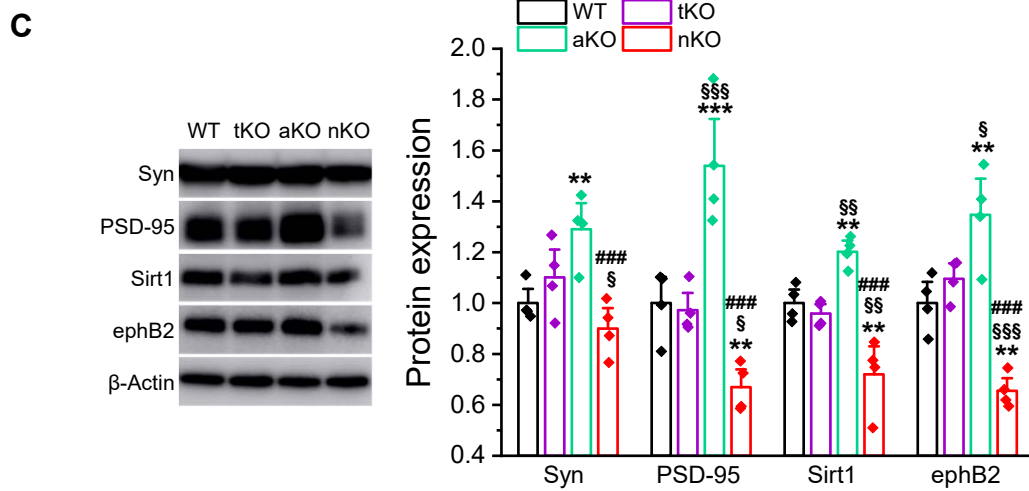 C
WT tKO aKO nKO
Syn
PSD-95
Sirt1
ephB2
β-Actin
WT tKO
aKO nKO
Protein expression
2.0
1.8
1.6
1.4
1.2
1.0
0.8
0.6
0.4
**
###
§
§§§
***
###
§
**
§§
**
###
§§
**
§
**
###
§§§
**
Syn PSD-95 Sirt1 ephB2